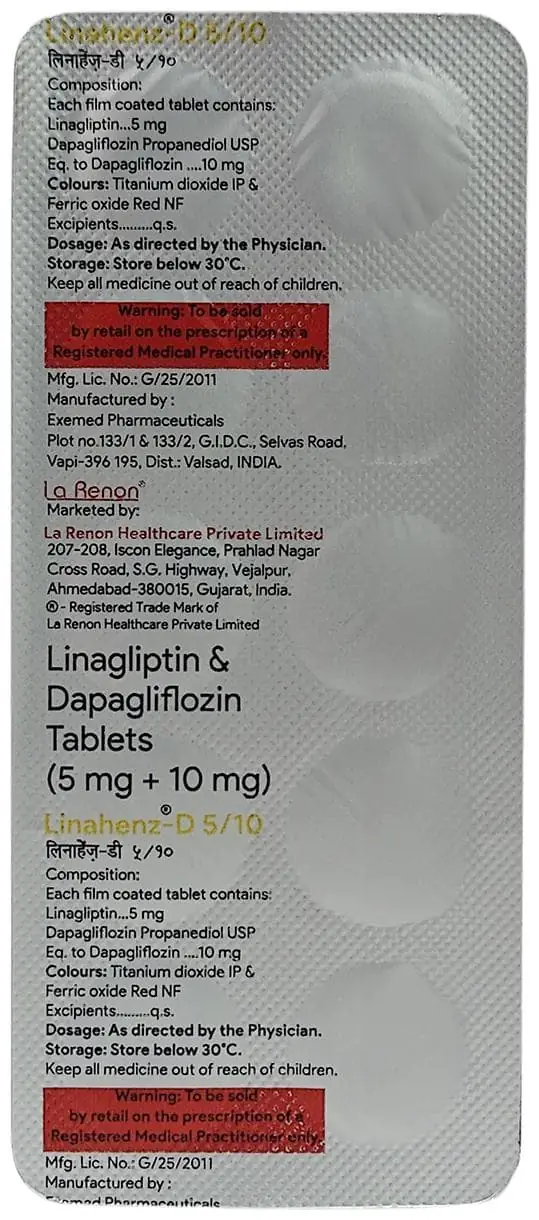 Linahenz®-D 5/10
लिनाहेंज़-डी ५/१०
Composition:
Each film coated tablet contains:
Linagliptin...5 mg
Dapagliflozin Propanediol USP
Eq. to Dapagliflozin ....10 mg
Colours: Titanium dioxide IP &
Ferric oxide Red NF
Excipients.........q.s.
Dosage: As directed by the Physician.
Storage: Store below 30°C.
Keep all medicine out of reach of children.
Warning: To be sold
by retail on the prescription of a
Registered Medical Practitioner only.
Mfg. Lic. No.: G/25/2011
Manufactured by :
Exemed Pharmaceuticals
Plot no.133/1 & 133/2, G.I.D.C., Selvas Road,
Vapi-396 195, Dist.: Valsad, INDIA.
La Renon®
Marketed by:
La Renon Healthcare Private Limited
207-208, Iscon Elegance, Prahlad Nagar
Cross Road, S.G. Highway, Vejalpur,
Ahmedabad-380015, Gujarat, India.
® - Registered Trade Mark of
La Renon Healthcare Private Limited
Linagliptin &
Dapagliflozin
Tablets
(5 mg + 10 mg)
Linahenz®-D 5/10
लिनाहेंज़-डी ५/१०
Composition:
Each film coated tablet contains:
Linagliptin...5 mg
Dapagliflozin Propanediol USP
Eq. to Dapagliflozin ....10 mg
Colours: Titanium dioxide IP &
Ferric oxide Red NF
Excipients.........q.s.
Dosage: As directed by the Physician.
Storage: Store below 30°C.
Keep all medicine out of reach of children.
Warning: To be sold
by retail on the prescription of a
Registered Medical Practitioner only.
Mfg. Lic. No.: G/25/2011
Manufactured by :
Exemed Pharmaceuticals